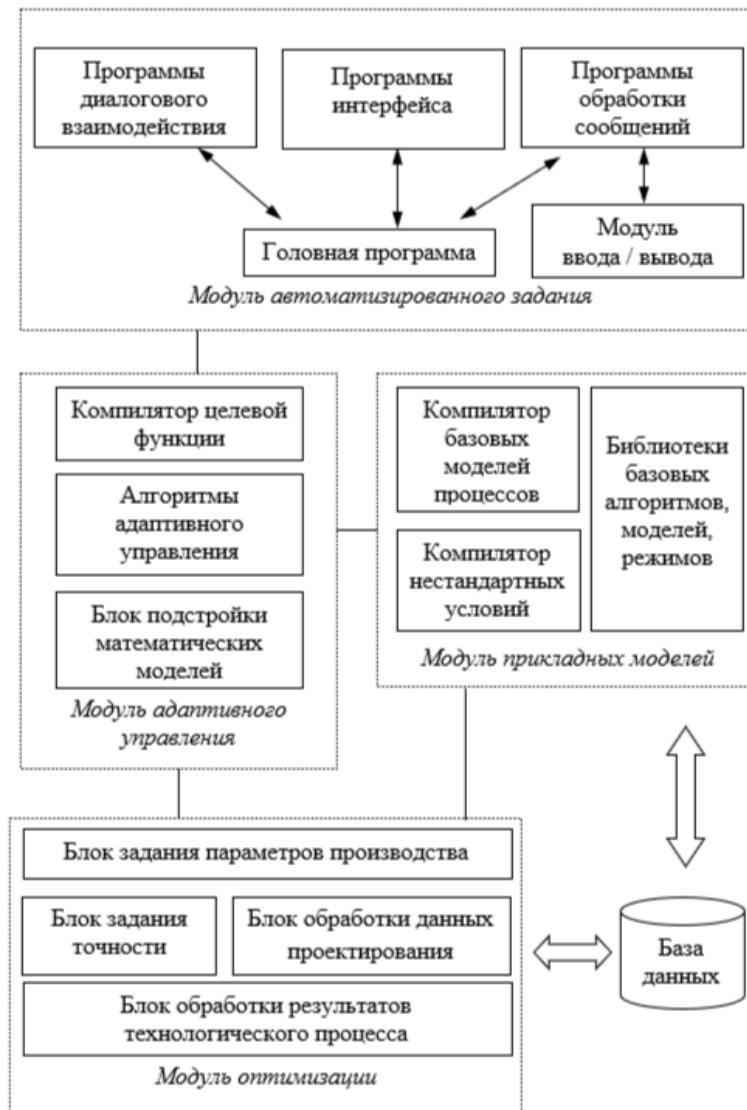 Программы
диалогового
взаимодействия
Программы
интерфейса
Программы
обработки
сообщений
Головная программа
Модуль
ввода / вывода
Модуль автоматизированного задания
Компилятор целевой
функции
Алгоритмы
адаптивного
управления
Блок подстройки
математических
моделей
Модуль адаптивного
управления
Компилятор
базовых
моделей
процессов
Компилятор
нестандартных
условий
Библиотеки
базовых
алгоритмов,
моделей,
режимов
Модуль прикладных моделей
Блок задания параметров производства
Блок задания
точности
Блок обработки данных
проектирования
Блок обработки результатов
технологического процесса
Модуль оптимизации
База
данных